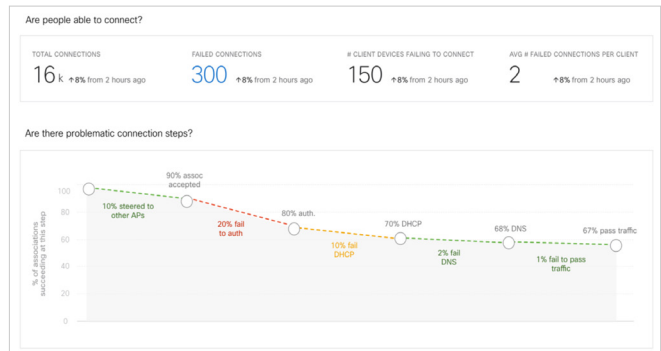 Are people able to connect?
TOTAL CONNECTIONS
16 k ↑8% from 2 hours ago
FAILED CONNECTIONS
300 ↑8% from 2 hours ago
# CLIENT DEVICES FAILING TO CONNECT
150 ↑8% from 2 hours ago
AVG # FAILED CONNECTIONS PER CLIENT
2 ↑8% from 2 hours ago
Are there problematic connection steps?
% of associations
succeeding at this step
100
80
60
40
20
0
10% steered to
other APs
90% assoc
accepted
20% fail
to auth
80% auth.
10% fail
DHCP
70% DHCP
2% fail
DNS
68% DNS
1% fail to pass
traffic
67% pass traffic